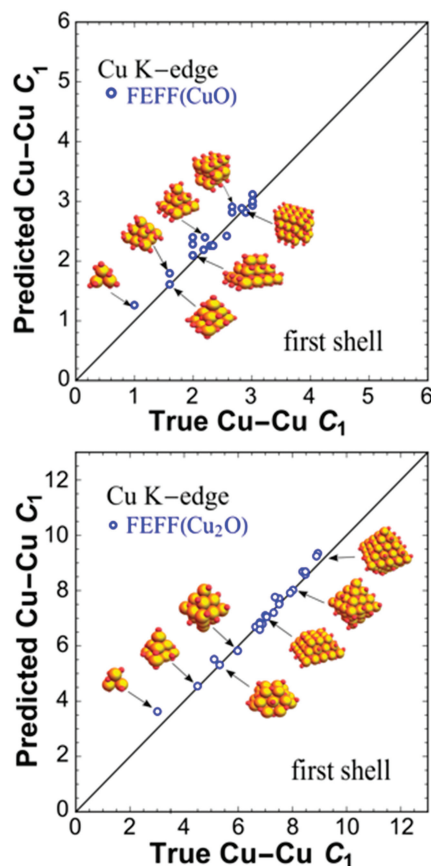 6
5
4
3
2
1
0
Predicted Cu–Cu C₁
Cu K–edge
FEFF(CuO)
first shell
0 1 2 3 4 5 6
True Cu–Cu C₁
12
10
8
6
4
2
0
Predicted Cu–Cu C₁
Cu K–edge
FEFF(Cu₂O)
first shell
0 2 4 6 8 10 12
True Cu–Cu C₁